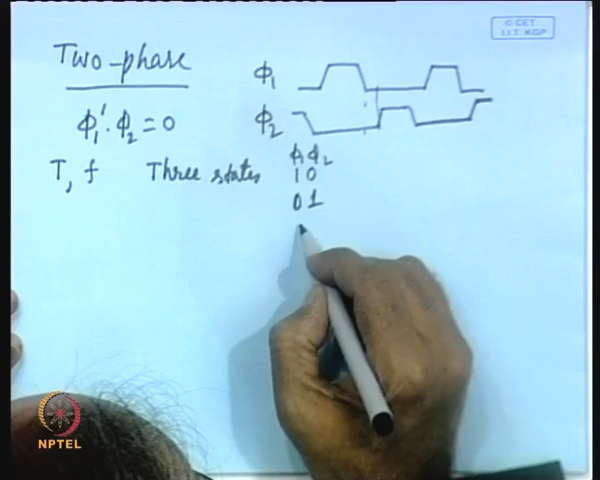 © CET
I.I.T. KGP
Two-phase
ϕ1
ϕ1'. ϕ2 = 0
ϕ2
T, f Three states
ϕ1 ϕ2
1 0
0 1
NPTEL